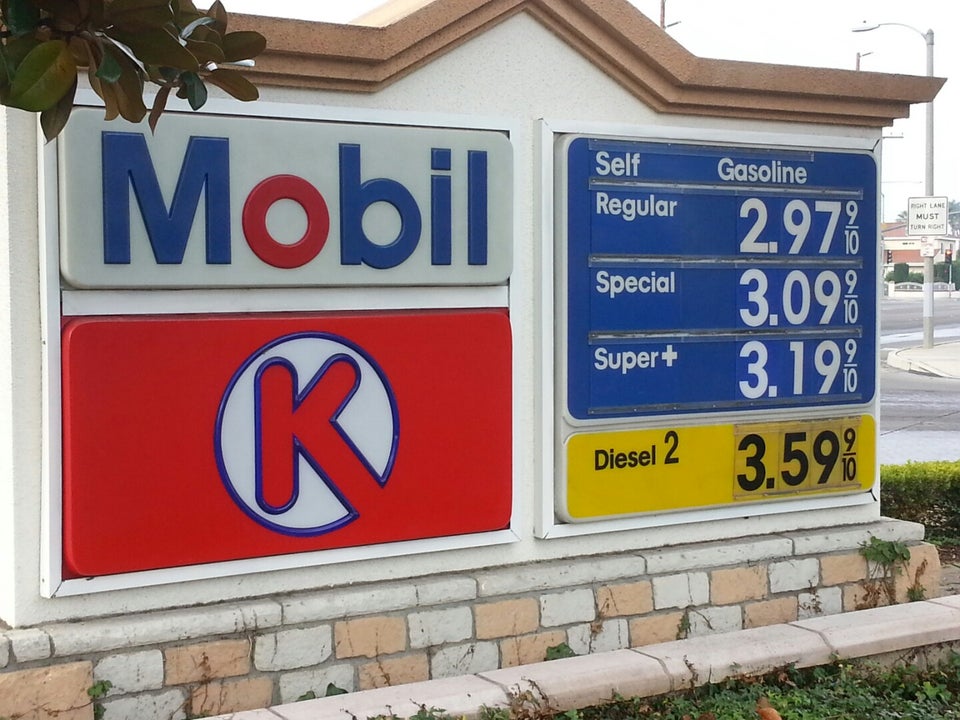 Mobil
K
Self Gasoline
Regular 2.97 9/10
Special 3.09 9/10
Super+ 3.19 9/10
Diesel 2 3.59 9/10
RIGHT LANE
MUST
TURN RIGHT